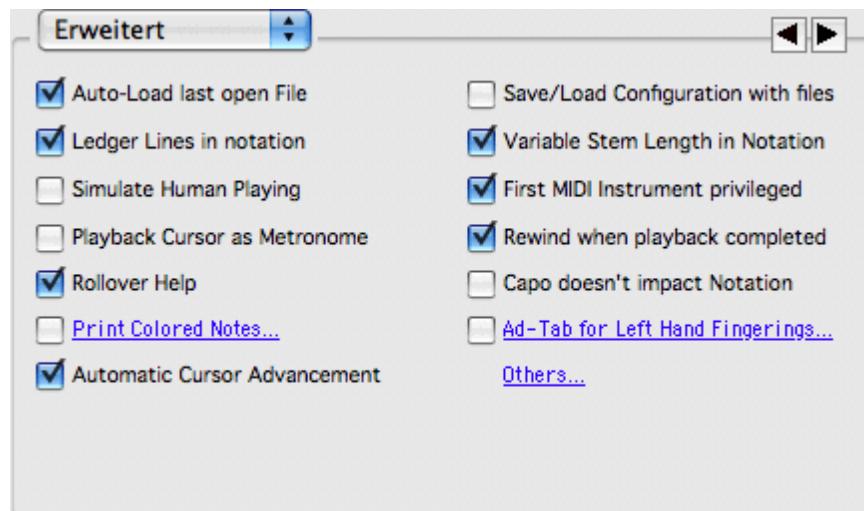 Erweitert
Auto-Load last open File
Save/Load Configuration with files
Ledger Lines in notation
Variable Stem Length in Notation
Simulate Human Playing
First MIDI Instrument privileged
Playback Cursor as Metronome
Rewind when playback completed
Rollover Help
Capo doesn't impact Notation
Print Colored Notes...
Ad-Tab for Left Hand Fingerings...
Automatic Cursor Advancement
Others...